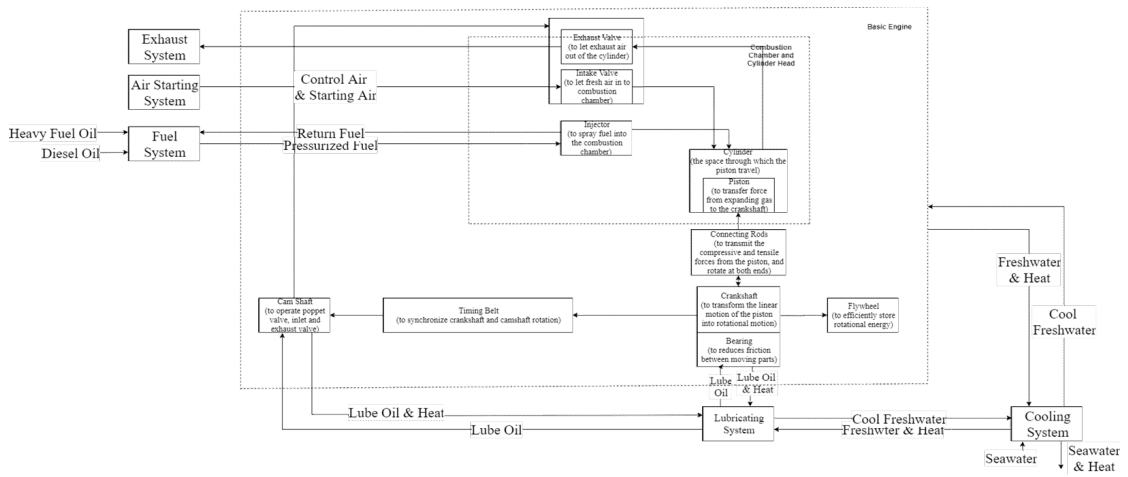 Basic Engine
Exhaust
System
Exhaust Valve
(to let exhaust air
out of the cylinder)
Combustion
Chamber and
Cylinder Head
Air Starting
System
Control Air
& Starting Air
Intake Valve
(to let fresh air in to
combustion
chamber)
Heavy Fuel Oil
Diesel Oil
Fuel
System
Return Fuel
Pressurized Fuel
Injector
(to spray fuel into
the combustion
chamber)
Cylinder
(the space through which the
piston travel)
Piston
(to transfer force
from expanding gas
to the crankshaft)
Connecting Rods
(to transmit the
compressive and tensile
forces from the piston, and
rotate at both ends)
Freshwater
& Heat
Cool
Freshwater
Cam Shaft
(to operate poppet
valve, inlet and
exhaust valve)
Timing Belt
(to synchronize crankshaft and camshaft rotation)
Crankshaft
(to transform the linear
motion of the piston
into rotational motion)
Flywheel
(to efficiently store
rotational energy)
Bearing
(to reduces friction
between moving parts)
Lube
Oil
Lube Oil
& Heat
Lube Oil & Heat
Lube Oil
Lubricating
System
Cool Freshwater
Freshwter & Heat
Cooling
System
Seawater
Seawater
& Heat